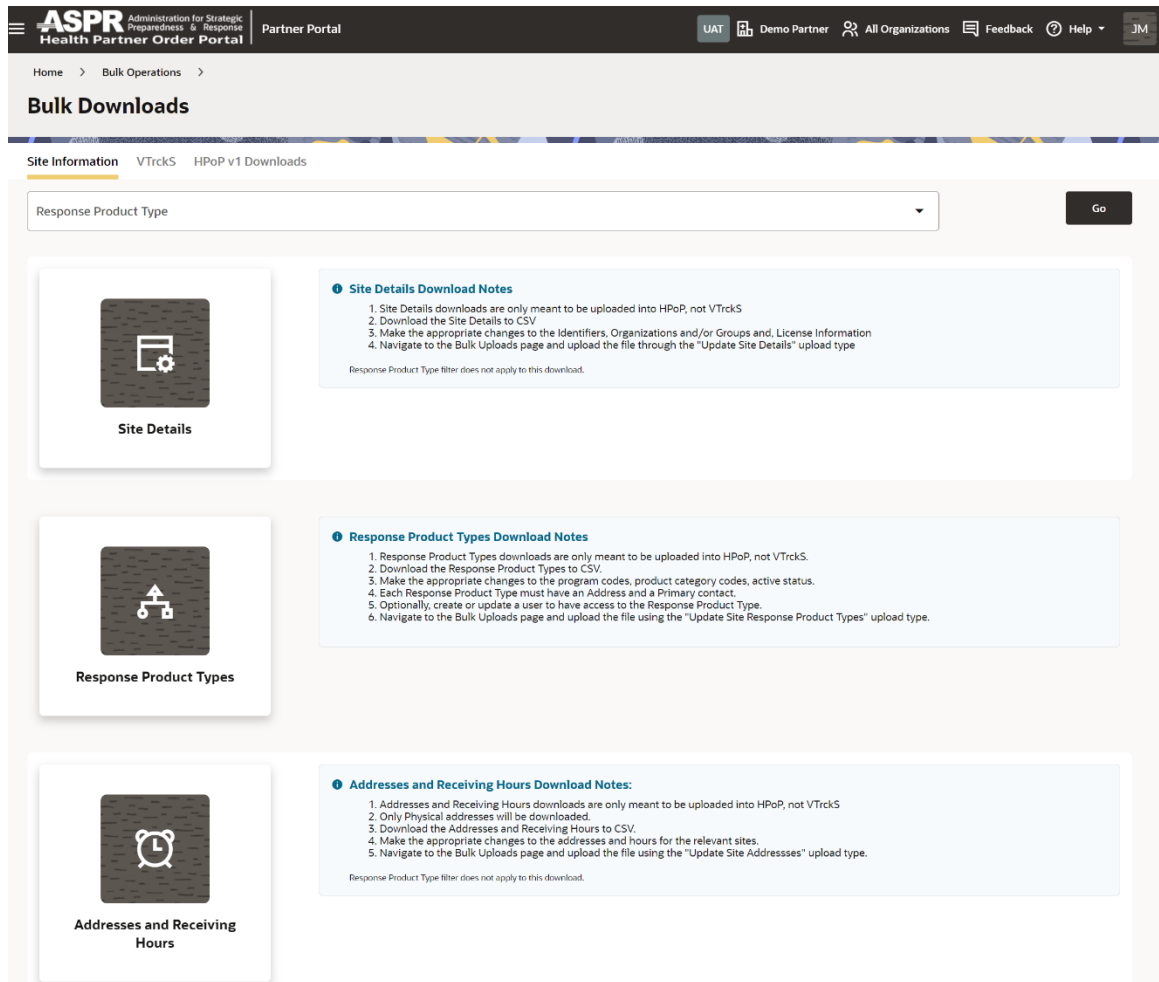 ASPR Administration for Strategic Preparedness & Response
Health Partner Order Portal
Partner Portal
UAT
Demo Partner
All Organizations
Feedback
Help
JM
Home > Bulk Operations >
Bulk Downloads
Site Information VTrckS HPoP v1 Downloads
Response Product Type
Go
Site Details
Site Details Download Notes
1. Site Details downloads are only meant to be uploaded into HPoP, not VTrckS
2. Download the Site Details to CSV
3. Make the appropriate changes to the Identifiers, Organizations and/or Groups and, License Information
4. Navigate to the Bulk Uploads page and upload the file through the "Update Site Details" upload type
Response Product Type filter does not apply to this download.
Response Product Types
Response Product Types Download Notes
1. Response Product Types downloads are only meant to be uploaded into HPoP, not VTrckS.
2. Download the Response Product Types to CSV.
3. Make the appropriate changes to the program codes, product category codes, active status.
4. Each Response Product Type must have an Address and a Primary contact.
5. Optionally, create or update a user to have access to the Response Product Type.
6. Navigate to the Bulk Uploads page and upload the file using the "Update Site Response Product Types" upload type.
Addresses and Receiving
Hours
Addresses and Receiving Hours Download Notes:
1. Addresses and Receiving Hours downloads are only meant to be uploaded into HPoP, not VTrckS
2. Only Physical addresses will be downloaded.
3. Download the Addresses and Receiving Hours to CSV.
4. Make the appropriate changes to the addresses and hours for the relevant sites.
5. Navigate to the Bulk Uploads page and upload the file using the "Update Site Addressses" upload type.
Response Product Type filter does not apply to this download.